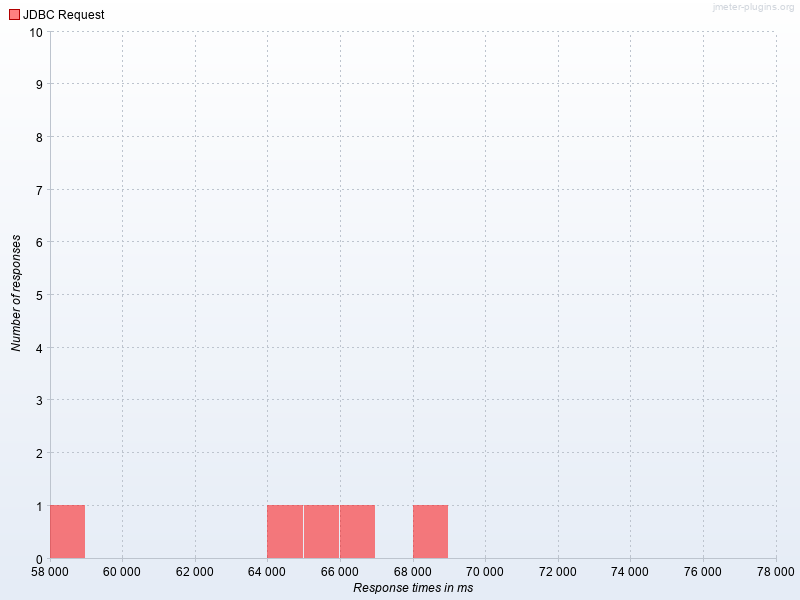 jmeter-plugins.org
JDBC Request
10
9
8
7
6
5
4
3
2
1
0
Number of responses
58 000 60 000 62 000 64 000 66 000 68 000 70 000 72 000 74 000 76 000 78 000
Response times in ms